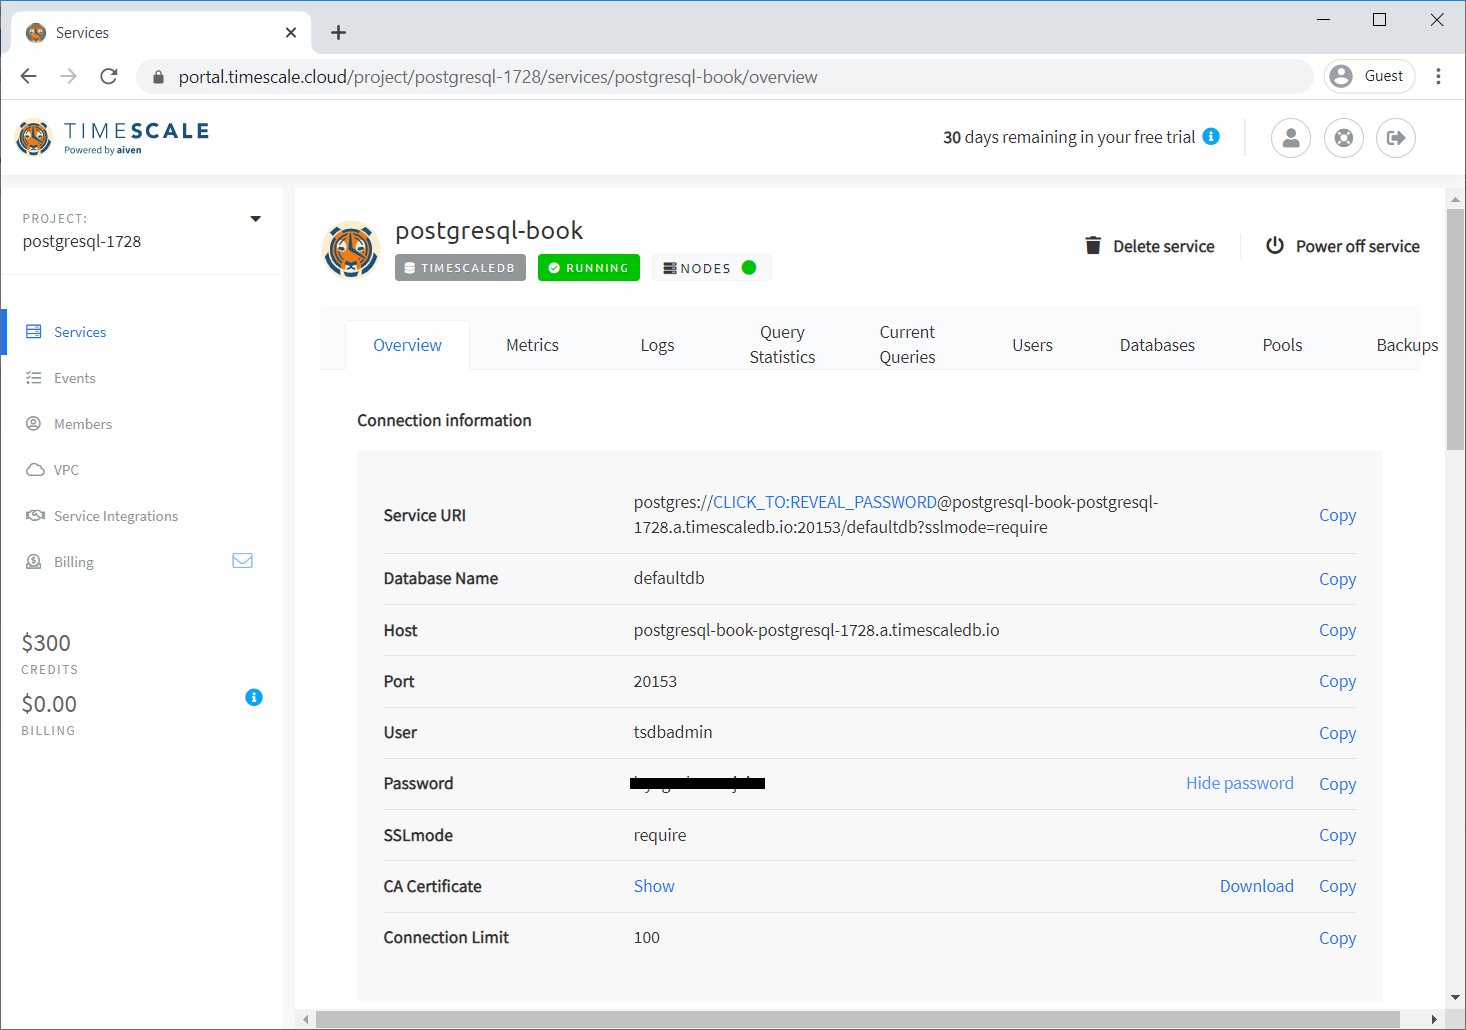 Services
portal.timescale.cloud/project/postgresql-1728/services/postgresql-book/overview
Guest
TIMESCALE
Powered by aiven
30 days remaining in your free trial
PROJECT:
postgresql-1728
Services
Events
Members
VPC
Service Integrations
Billing
$300
CREDITS
$0.00
BILLING
postgresql-book
TIMESCALEDB
RUNNING
NODES
Delete service
Power off service
Overview
Metrics
Logs
Query
Statistics
Current
Queries
Users
Databases
Pools
Backups
Connection information
Service URI
postgres://CLICK_TO:REVEAL_PASSWORD@postgresql-book-postgresql-
1728.a.timescaledb.io:20153/defaultdb?sslmode=require
Copy
Database Name
defaultdb
Copy
Host
postgresql-book-postgresql-1728.a.timescaledb.io
Copy
Port
20153
Copy
User
tsdbadmin
Copy
Password
Hide password
Copy
SSLmode
require
Copy
CA Certificate
Show
Download
Copy
Connection Limit
100
Copy